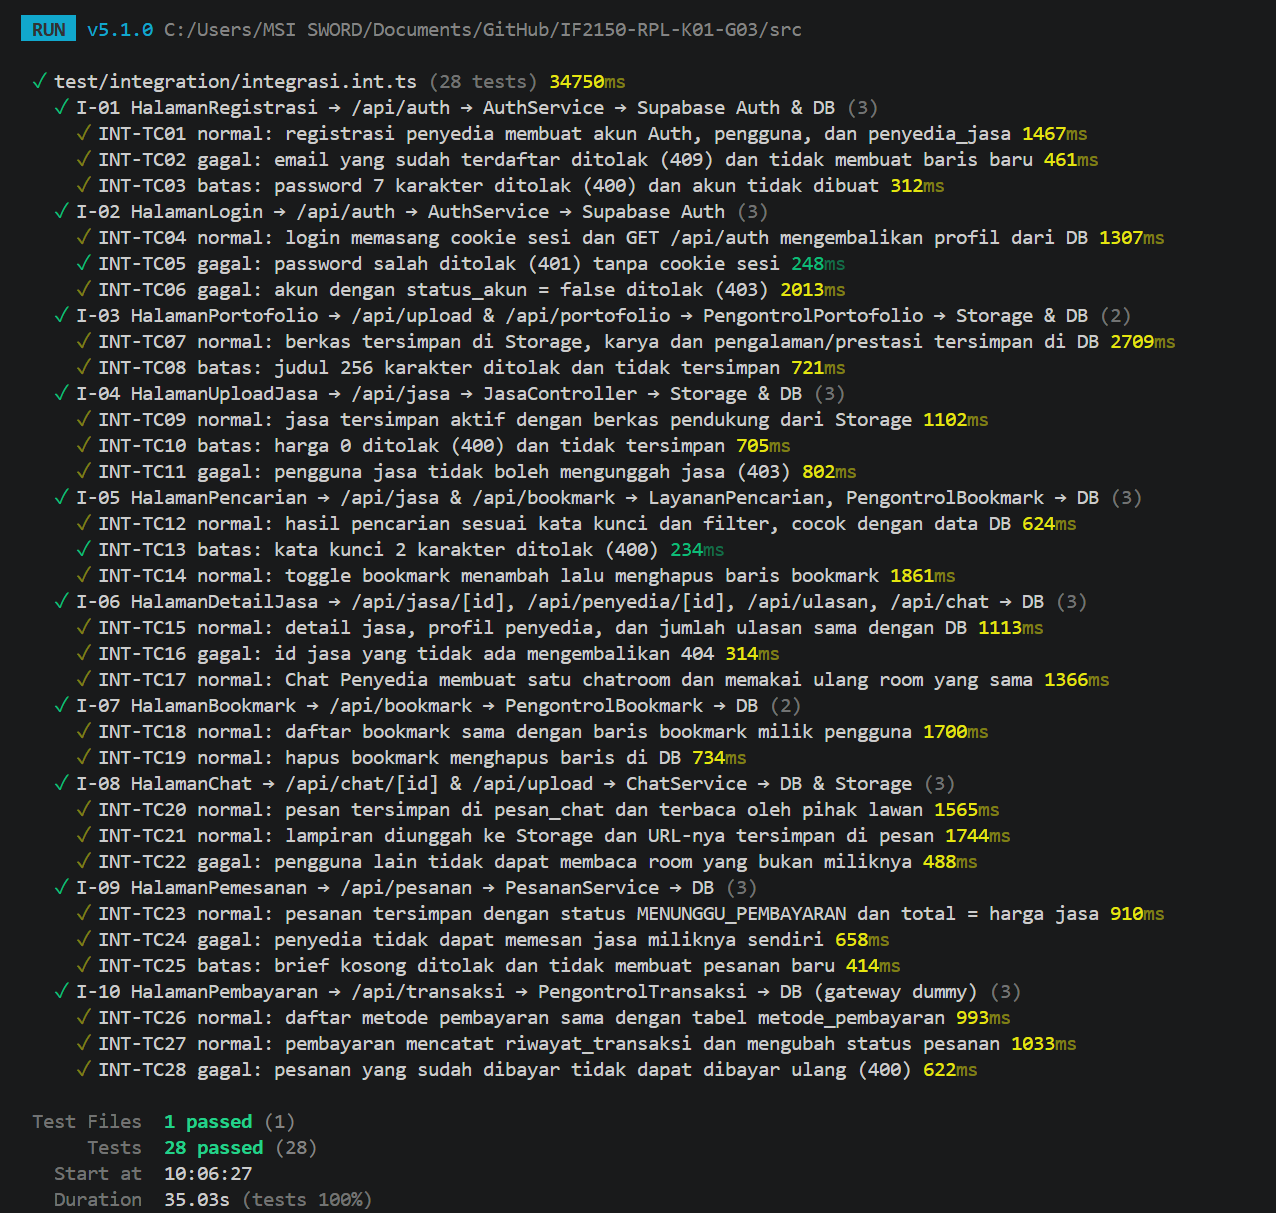 RUN v5.1.0 C:/Users/MSI SWORD/Documents/GitHub/IF2150-RPL-K01-G03/src
✓ test/integration/integrasi.int.ts (28 tests) 34750ms
✓ I-01 HalamanRegistrasi → /api/auth → AuthService → Supabase Auth & DB (3)
✓ INT-TC01 normal: registrasi penyedia membuat akun Auth, pengguna, dan penyedia_jasa 1467ms
✓ INT-TC02 gagal: email yang sudah terdaftar ditolak (409) dan tidak membuat baris baru 461ms
✓ INT-TC03 batas: password 7 karakter ditolak (400) dan akun tidak dibuat 312ms
✓ I-02 HalamanLogin → /api/auth → AuthService → Supabase Auth (3)
✓ INT-TC04 normal: login memasang cookie sesi dan GET /api/auth mengembalikan profil dari DB 1307ms
✓ INT-TC05 gagal: password salah ditolak (401) tanpa cookie sesi 248ms
✓ INT-TC06 gagal: akun dengan status_akun = false ditolak (403) 2013ms
✓ I-03 HalamanPortofolio → /api/upload & /api/portofolio → PengontrolPortofolio → Storage & DB (2)
✓ INT-TC07 normal: berkas tersimpan di Storage, karya dan pengalaman/prestasi tersimpan di DB 2709ms
✓ INT-TC08 batas: judul 256 karakter ditolak dan tidak tersimpan 721ms
✓ I-04 HalamanUploadJasa → /api/jasa → JasaController → Storage & DB (3)
✓ INT-TC09 normal: jasa tersimpan aktif dengan berkas pendukung dari Storage 1102ms
✓ INT-TC10 batas: harga 0 ditolak (400) dan tidak tersimpan 705ms
✓ INT-TC11 gagal: pengguna jasa tidak boleh mengunggah jasa (403) 802ms
✓ I-05 HalamanPencarian → /api/jasa & /api/bookmark → LayananPencarian, PengontrolBookmark → DB (3)
✓ INT-TC12 normal: hasil pencarian sesuai kata kunci dan filter, cocok dengan data DB 624ms
✓ INT-TC13 batas: kata kunci 2 karakter ditolak (400) 234ms
✓ INT-TC14 normal: toggle bookmark menambah lalu menghapus baris bookmark 1861ms
✓ I-06 HalamanDetailJasa → /api/jasa/[id], /api/penyedia/[id], /api/ulasan, /api/chat → DB (3)
✓ INT-TC15 normal: detail jasa, profil penyedia, dan jumlah ulasan sama dengan DB 1113ms
✓ INT-TC16 gagal: id jasa yang tidak ada mengembalikan 404 314ms
✓ INT-TC17 normal: Chat Penyedia membuat satu chatroom dan memakai ulang room yang sama 1366ms
✓ I-07 HalamanBookmark → /api/bookmark → PengontrolBookmark → DB (2)
✓ INT-TC18 normal: daftar bookmark sama dengan baris bookmark milik pengguna 1700ms
✓ INT-TC19 normal: hapus bookmark menghapus baris di DB 734ms
✓ I-08 HalamanChat → /api/chat/[id] & /api/upload → ChatService → DB & Storage (3)
✓ INT-TC20 normal: pesan tersimpan di pesan_chat dan terbaca oleh pihak lawan 1565ms
✓ INT-TC21 normal: lampiran diunggah ke Storage dan URL-nya tersimpan di pesan 1744ms
✓ INT-TC22 gagal: pengguna lain tidak dapat membaca room yang bukan miliknya 488ms
✓ I-09 HalamanPemesanan → /api/pesanan → PesananService → DB (3)
✓ INT-TC23 normal: pesanan tersimpan dengan status MENUNGGU_PEMBAYARAN dan total = harga jasa 910ms
✓ INT-TC24 gagal: penyedia tidak dapat memesan jasa miliknya sendiri 658ms
✓ INT-TC25 batas: brief kosong ditolak dan tidak membuat pesanan baru 414ms
✓ I-10 HalamanPembayaran → /api/transaksi → PengontrolTransaksi → DB (gateway dummy) (3)
✓ INT-TC26 normal: daftar metode pembayaran sama dengan tabel metode_pembayaran 993ms
✓ INT-TC27 normal: pembayaran mencatat riwayat_transaksi dan mengubah status pesanan 1033ms
✓ INT-TC28 gagal: pesanan yang sudah dibayar tidak dapat dibayar ulang (400) 622ms
Test Files 1 passed (1)
Tests 28 passed (28)
Start at 10:06:27
Duration 35.03s (tests 100%)